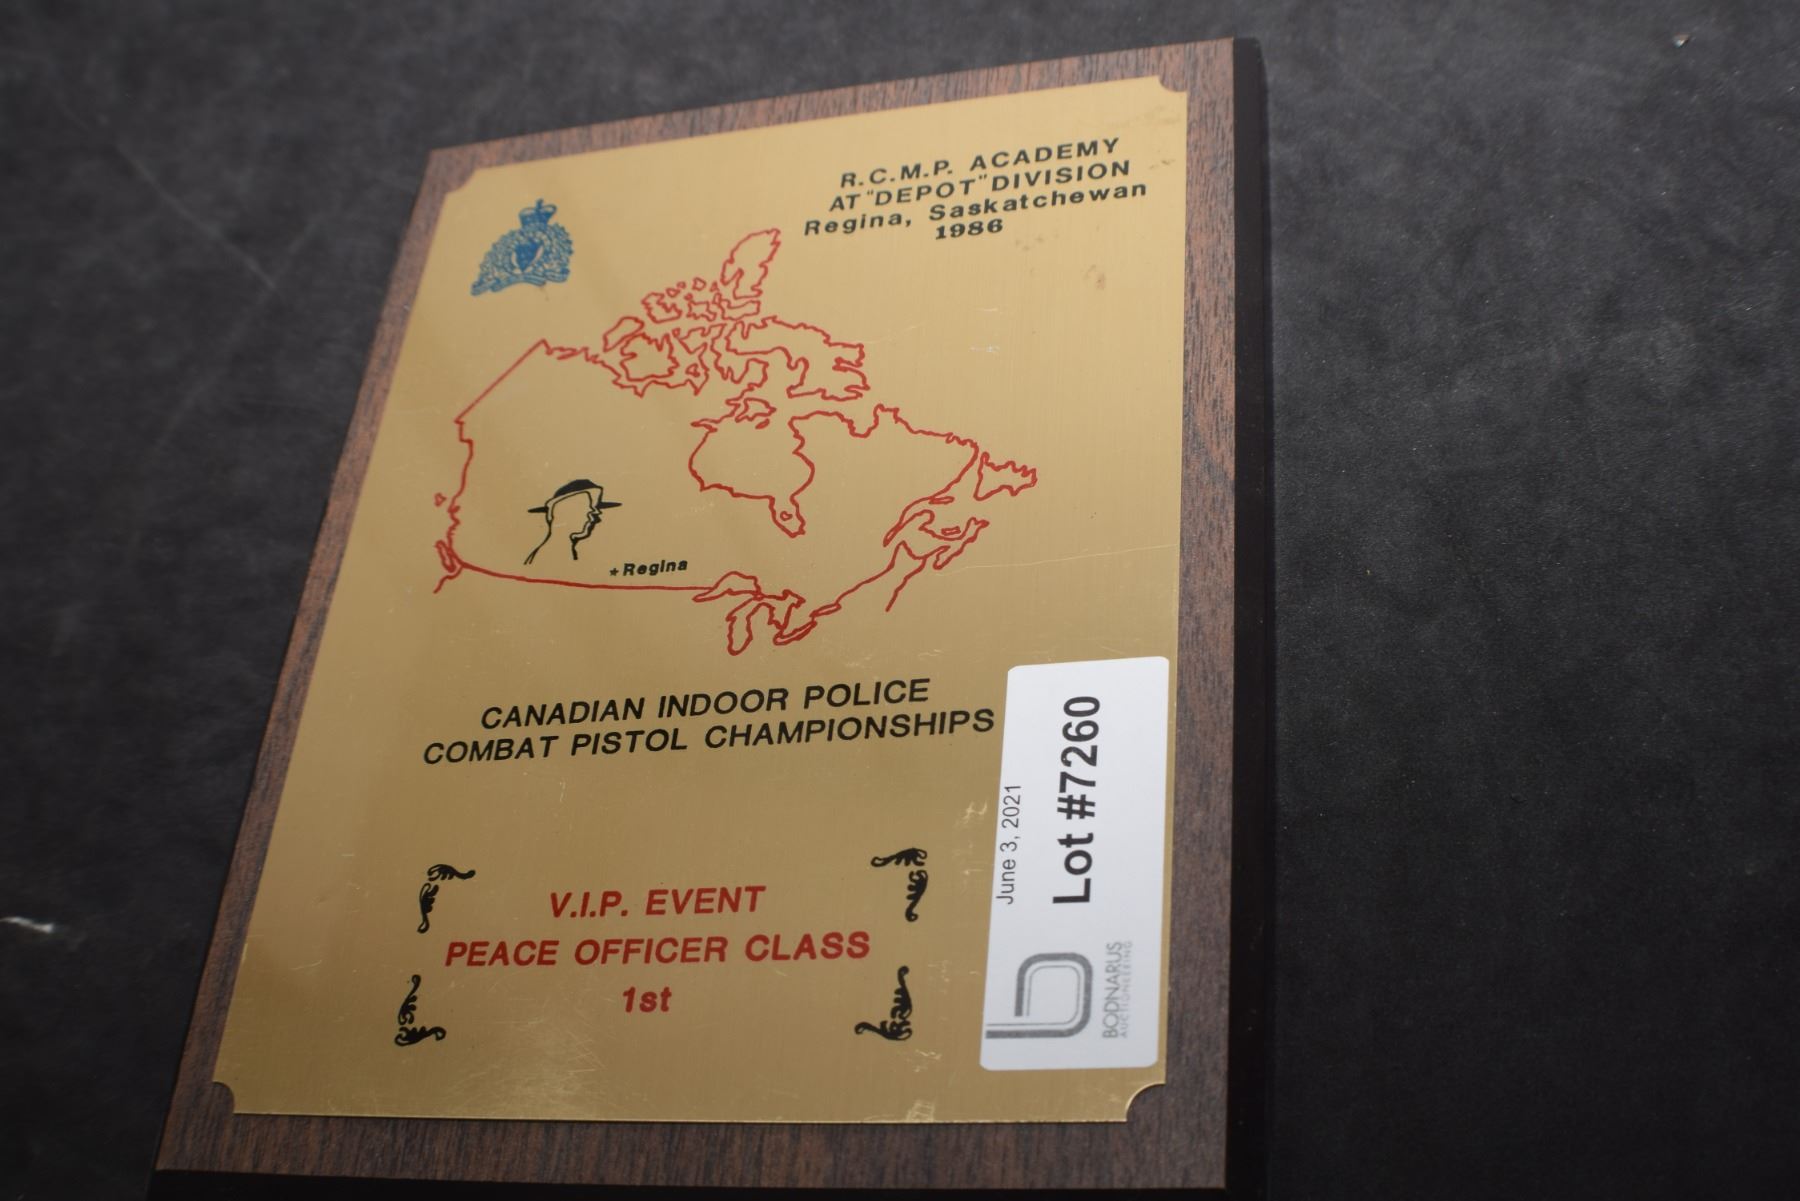 R.C.M.P. ACADEMY
AT "DEPOT" DIVISION
Regina, Saskatchewan
1986
*Regina
CANADIAN INDOOR POLICE
COMBAT PISTOL CHAMPIONSHIPS
V.I.P. EVENT
PEACE OFFICER CLASS
1st
June 3, 2021
Lot #7260
BODNARUS
AUCTIONEERING